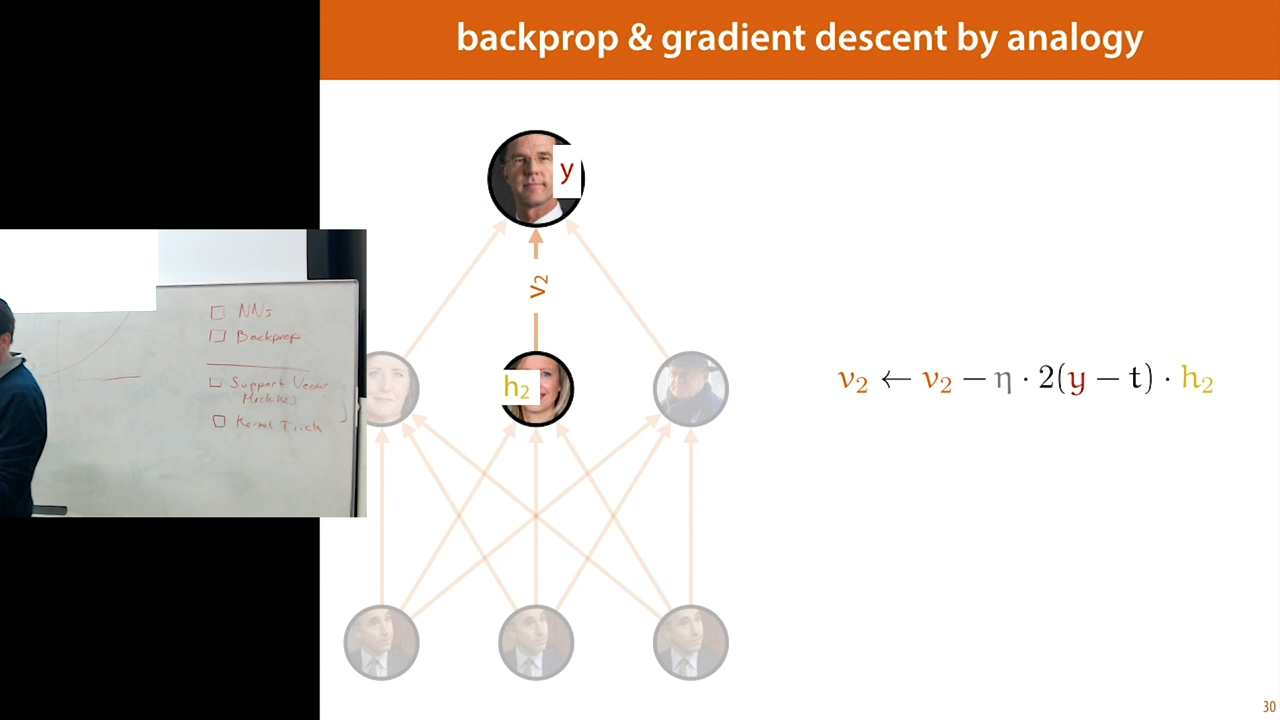 backprop & gradient descent by analogy
y
v₂
h₂
v₂ ← v₂ − η · 2(y − t) · h₂
□ NNs
□ Backprop
□ Support Vector
Machines
□ Kernel Trick
30